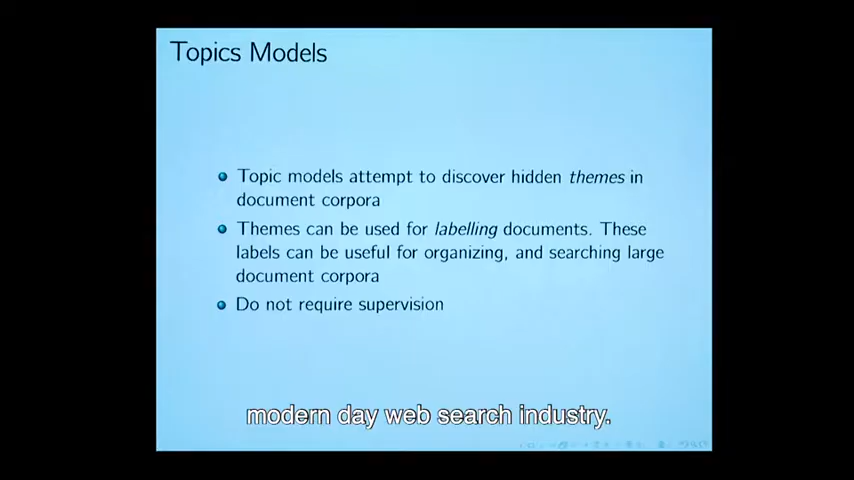 Topics Models
Topic models attempt to discover hidden themes in
document corpora
Themes can be used for labelling documents. These
labels can be useful for organizing, and searching large
document corpora
Do not require supervision
modern day web search industry.